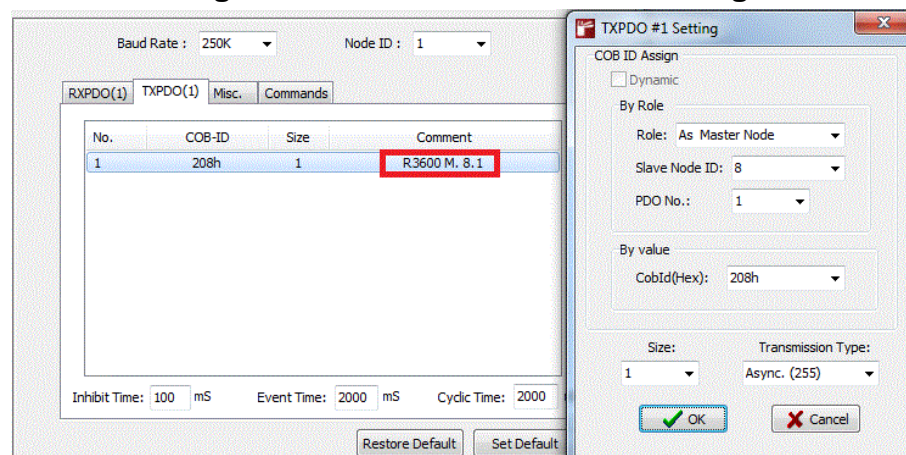 Baud Rate : 250K Node ID : 1
RXPDO(1) TXPDO(1) Misc. Commands
No. COB-ID Size Comment
1 208h 1 R3600 M. 8.1
Inhibit Time: 100 mS Event Time: 2000 mS Cyclic Time: 2000
Restore Default Set Default
TXPDO #1 Setting
COB ID Assign
Dynamic
By Role
Role: As Master Node
Slave Node ID: 8
PDO No.: 1
By value
CobId(Hex): 208h
Size: Transmission Type:
1 Async. (255)
OK Cancel